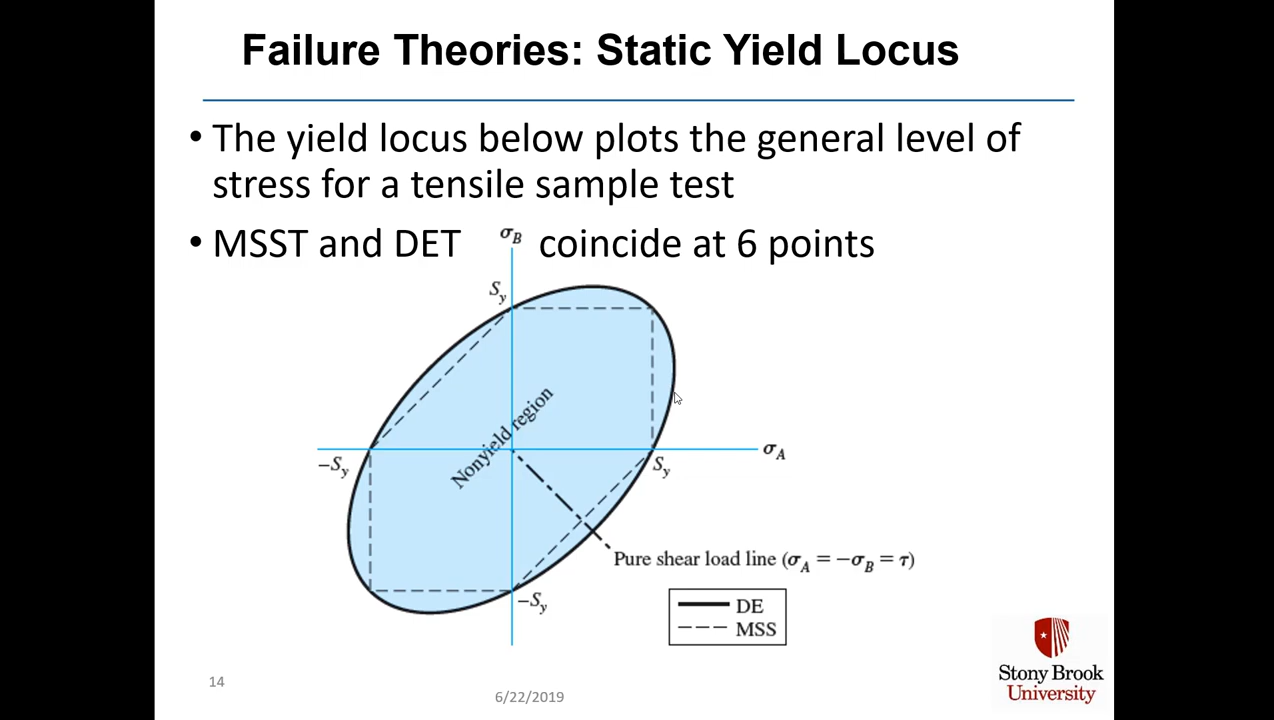 Failure Theories: Static Yield Locus
• The yield locus below plots the general level of
stress for a tensile sample test
• MSST and DET σB coincide at 6 points
Sy
Nonyield region
σA
−Sy
Sy
Pure shear load line (σA = −σB = τ)
−Sy
DE
MSS
14
6/22/2019
Stony Brook
University